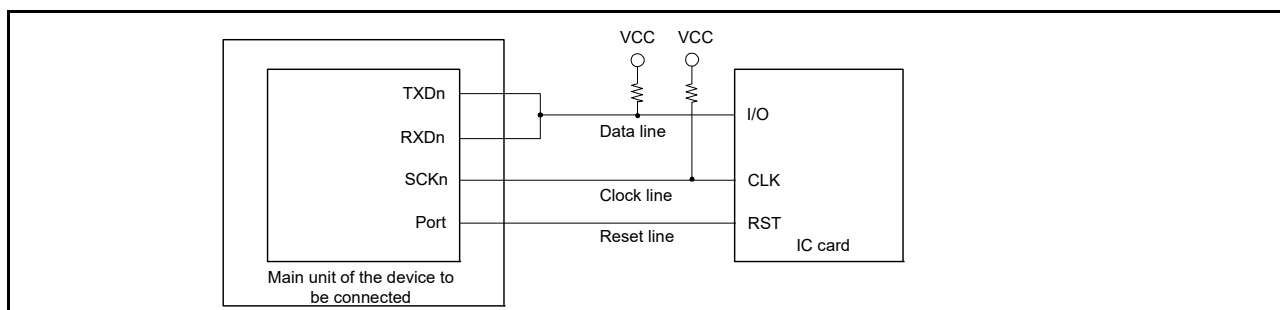 VCC VCC
TXDn
I/O
Data line
RXDn
SCKn
CLK
Clock line
Port
RST
Reset line
IC card
Main unit of the device to
be connected